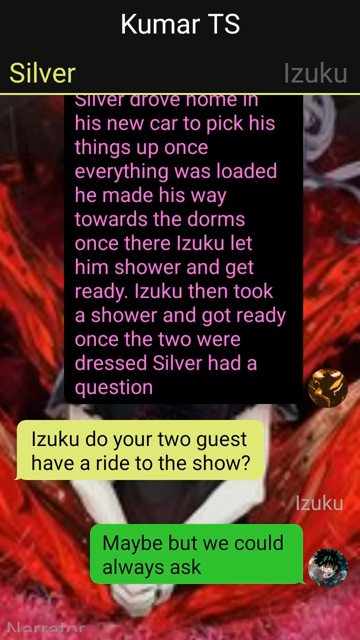 Kumar TS
Silver
Izuku
Silver drove home in
his new car to pick his
things up once
everything was loaded
he made his way
towards the dorms
once there Izuku let
him shower and get
ready. Izuku then took
a shower and got ready
once the two were
dressed Silver had a
question
Izuku do your two guest
have a ride to the show?
Izuku
Maybe but we could
always ask
Narrator